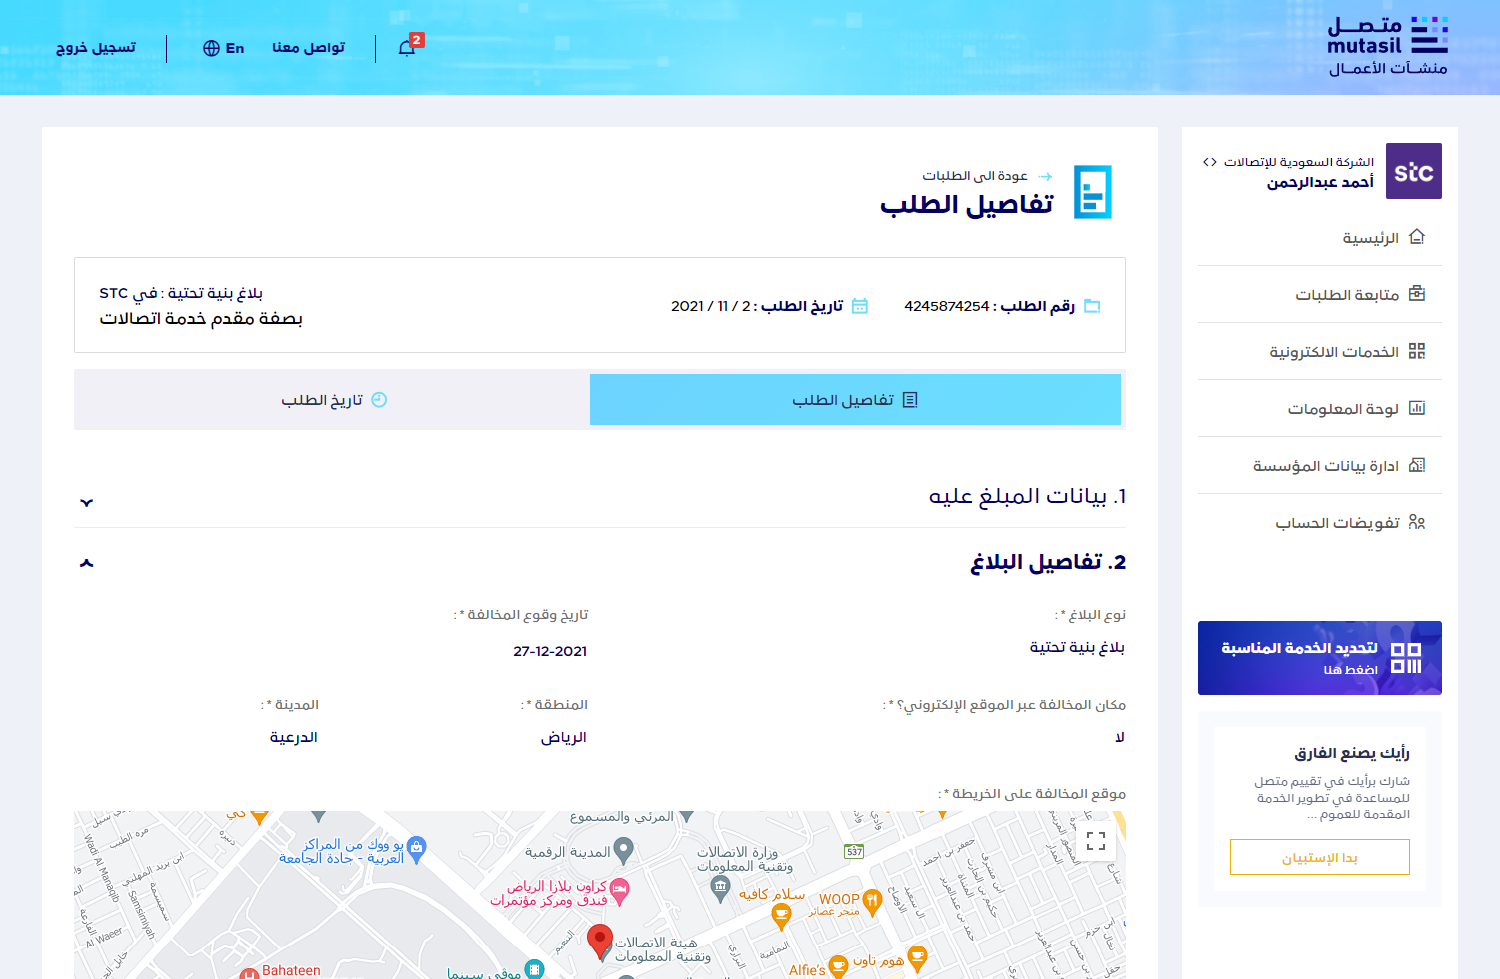 متصل
mutasil
منشآت الأعمال
2
تواصل معنا
En
تسجيل خروج
stc
الشركة السعودية للإتصالات
أحمد عبدالرحمن
الرئيسية
متابعة الطلبات
الخدمات الالكترونية
لوحة المعلومات
ادارة بيانات المؤسسة
تفويضات الحساب
لتحديد الخدمة المناسبة
اضغط هنا
رأيك يصنع الفارق
شارك برأيك في تقييم متصل
للمساعدة في تطوير الخدمة
المقدمة للعموم ...
بدا الإستبيان
عودة الى الطلبات
تفاصيل الطلب
رقم الطلب : 4245874254
تاريخ الطلب : 2 / 11 / 2021
بلاغ بنية تحتية : في STC
بصفة مقدم خدمة اتصالات
تفاصيل الطلب
تاريخ الطلب
1. بيانات المبلغ عليه
2. تفاصيل البلاغ
نوع البلاغ * :
بلاغ بنية تحتية
تاريخ وقوع المخالفة * :
27-12-2021
مكان المخالفة عبر الموقع الإلكتروني؟ * :
لا
المنطقة * :
الرياض
المدينة * :
الدرعية
موقع المخالفة على الخريطة * :
المرئي والمسموع
يو ووك من المراكز
العربية - جادة الجامعة
المدينة الرقمية
وزارة الاتصالات
وتقنية المعلومات
537
كراون بلازا الرياض
فندق ومركز مؤتمرات
سلام كافيه
WOOP
متجر عصائر
هيئة الاتصالات
وتقنية المعلومات
هوم تاون
Alfie's
موفي سينما
Bahateen
Wadi Al Manaqib
Samsimiyah
Al Waeer